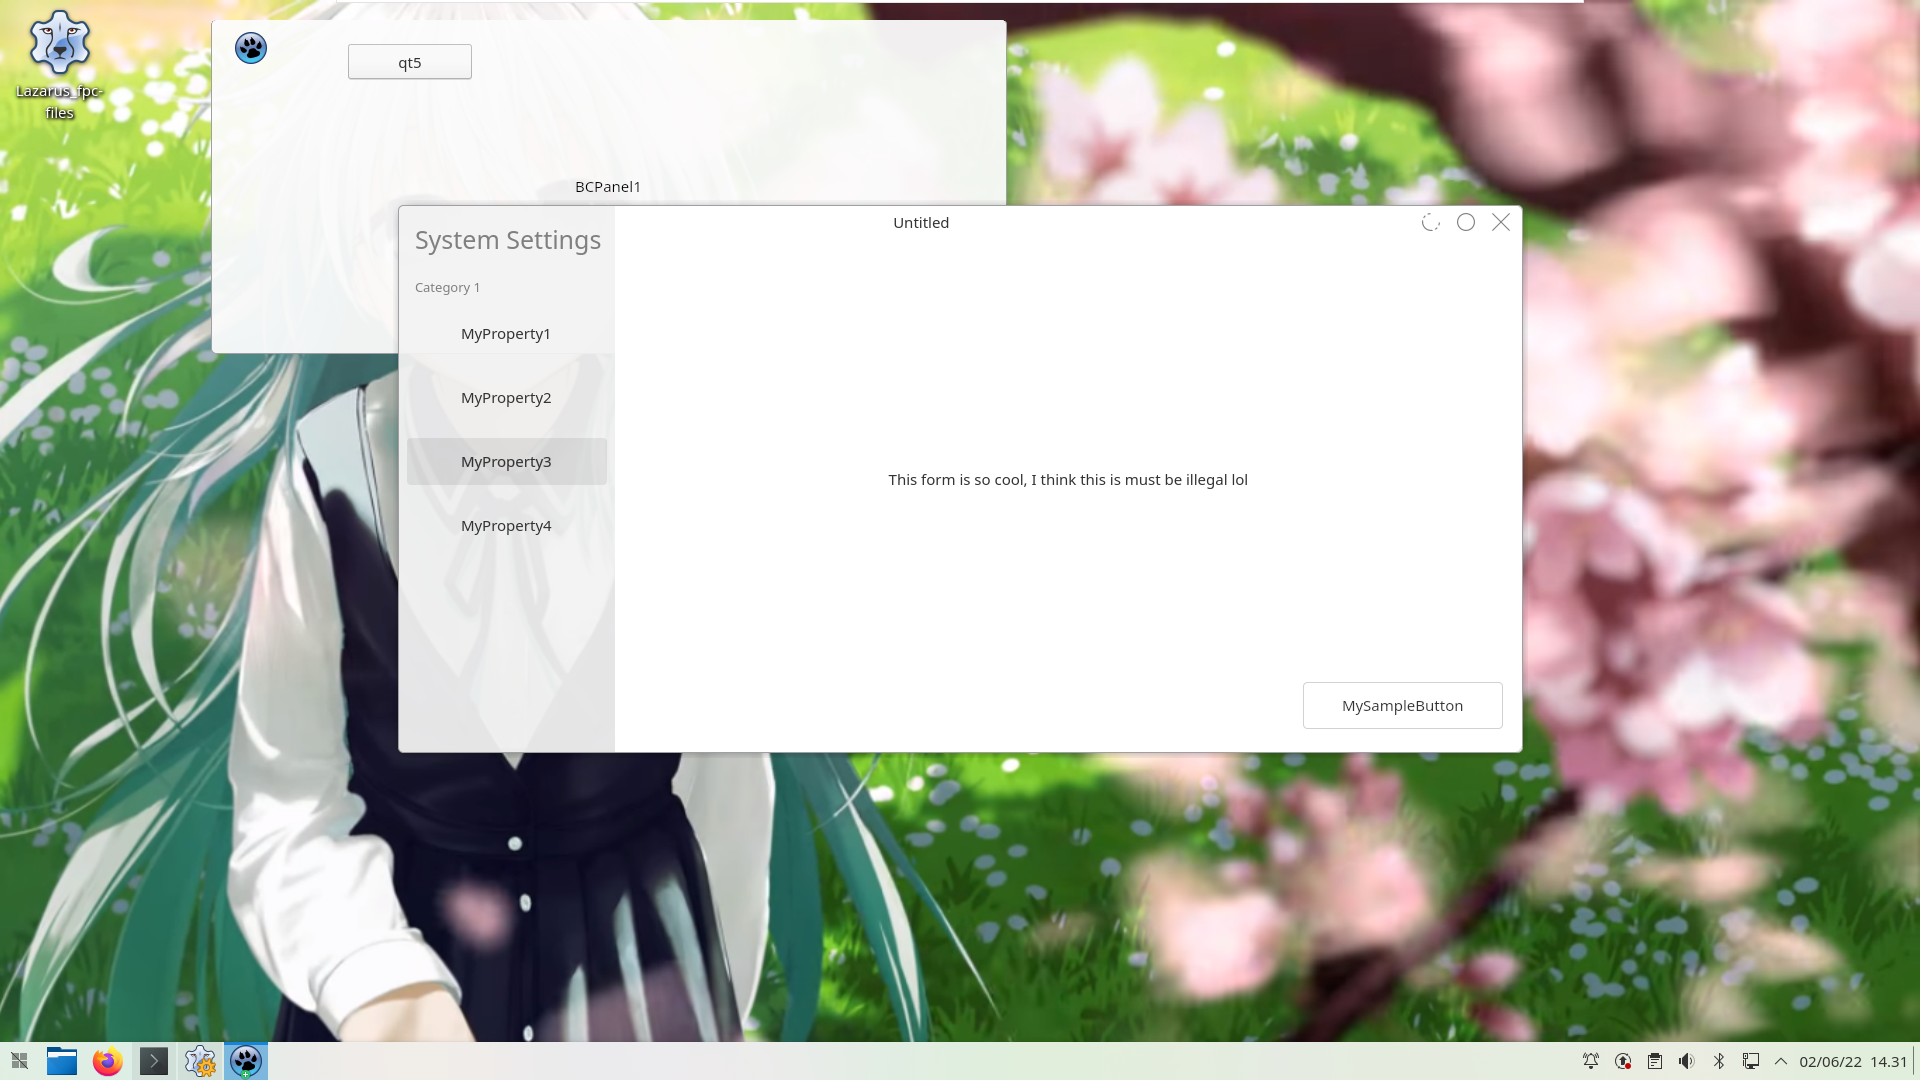 Lazarus_fpc-
files
qt5
BCPanel1
Untitled
System Settings
Category 1
MyProperty1
MyProperty2
MyProperty3
MyProperty4
This form is so cool, I think this is must be illegal lol
MySampleButton
02/06/22 14.31